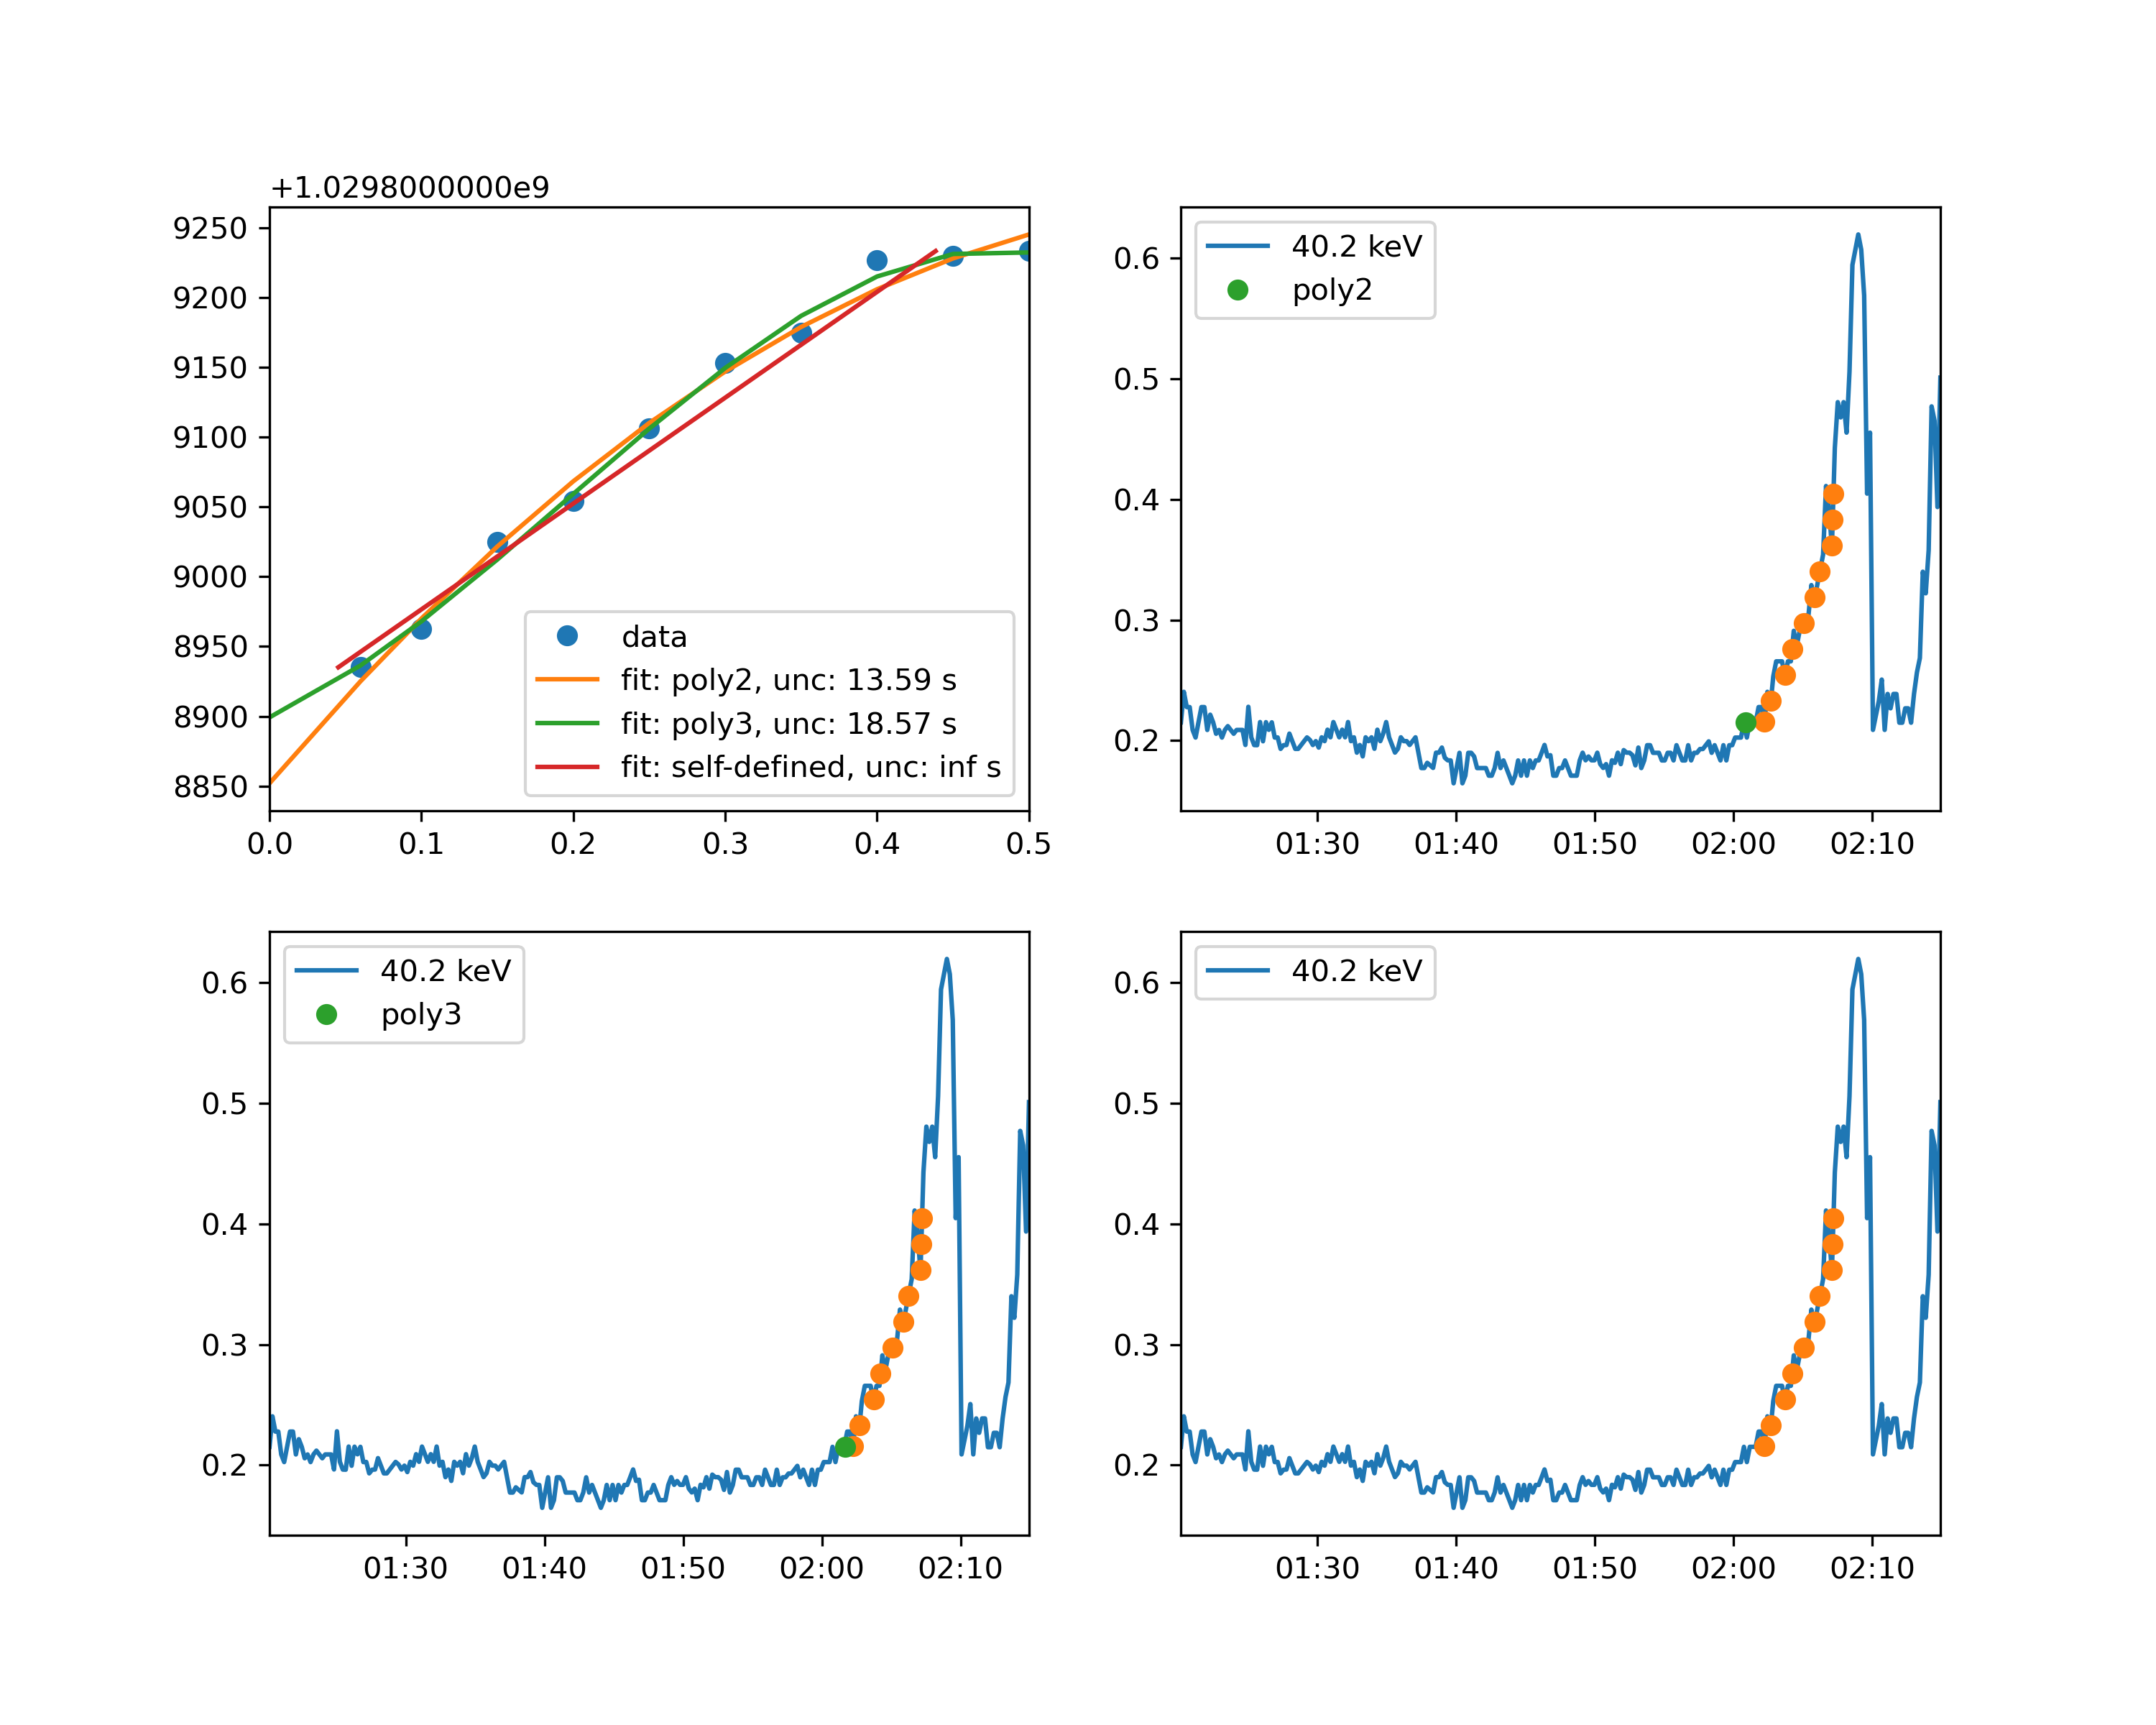 +1.0298000000e9
9250
9200
9150
9100
9050
9000
8950
8900
8850
0.0 0.1 0.2 0.3 0.4 0.5
data
fit: poly2, unc: 13.59 s
fit: poly3, unc: 18.57 s
fit: self-defined, unc: inf s
40.2 keV
poly2
0.6
0.5
0.4
0.3
0.2
01:30 01:40 01:50 02:00 02:10
40.2 keV
poly3
0.6
0.5
0.4
0.3
0.2
01:30 01:40 01:50 02:00 02:10
40.2 keV
0.6
0.5
0.4
0.3
0.2
01:30 01:40 01:50 02:00 02:10